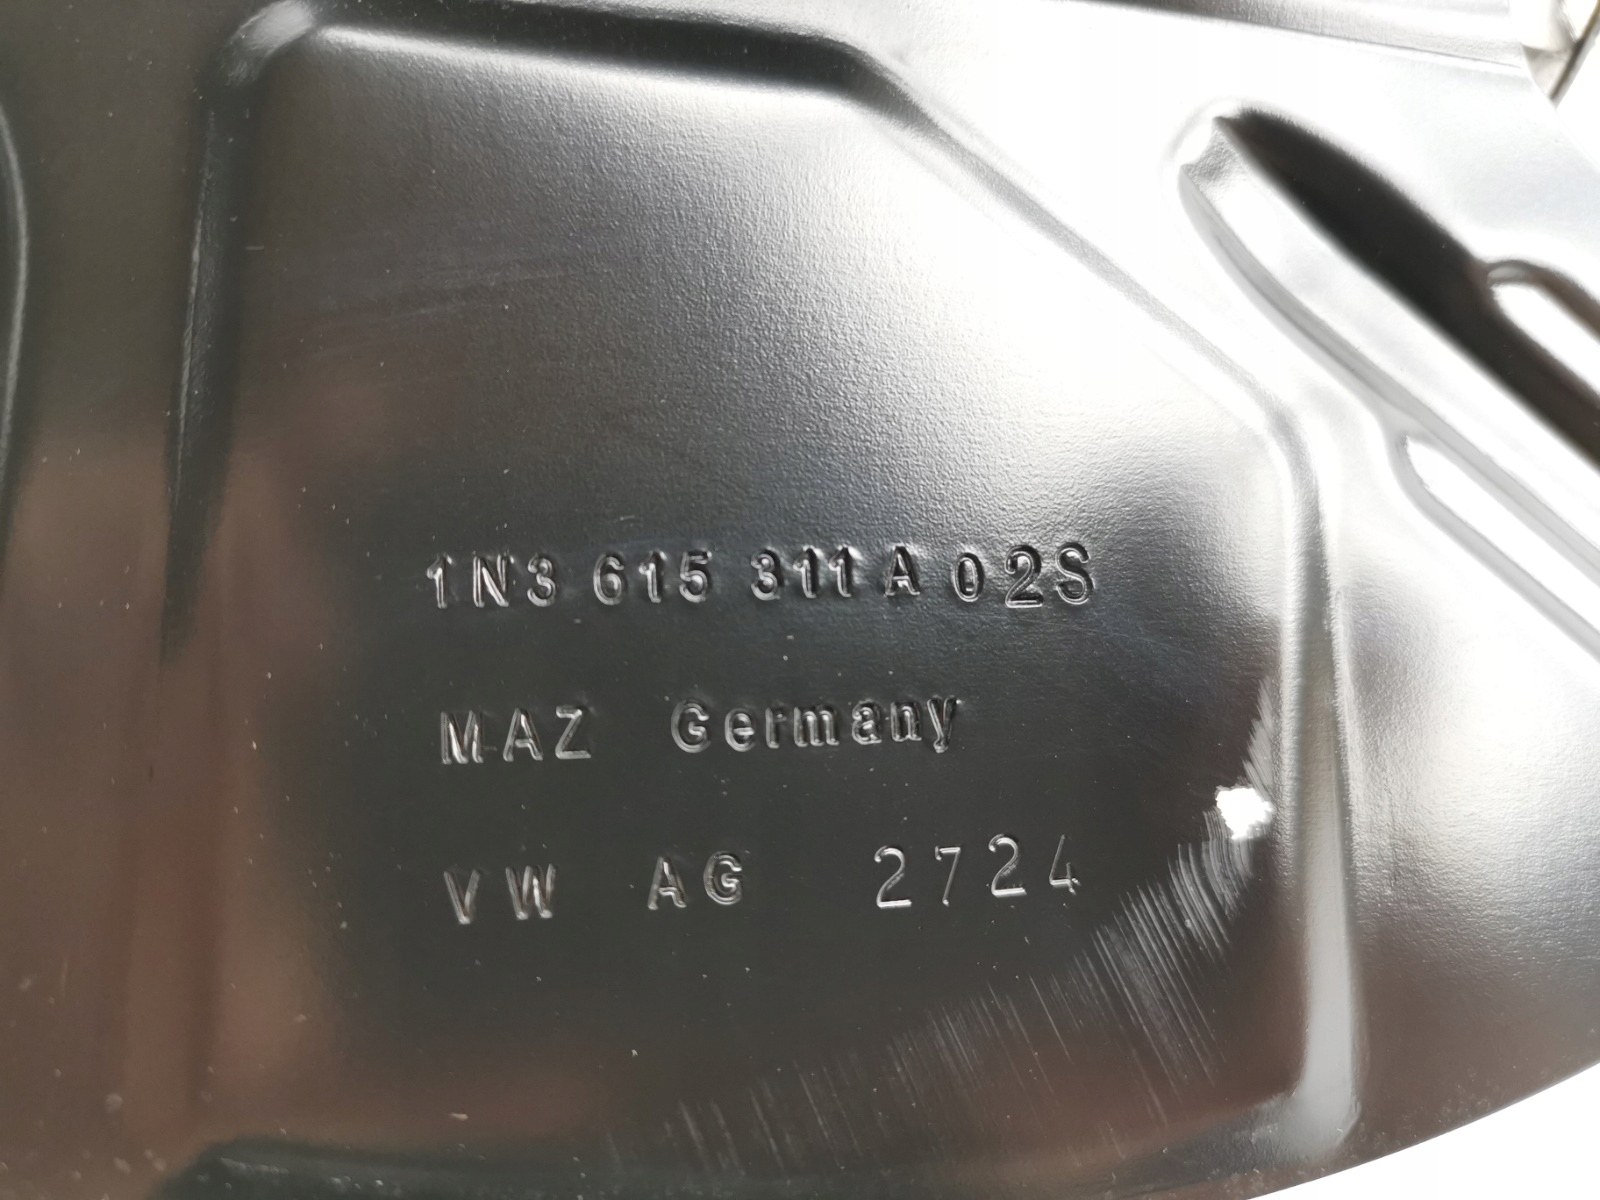 1N3 615 311 A 02S
MAZ Germany
VW AG 2724